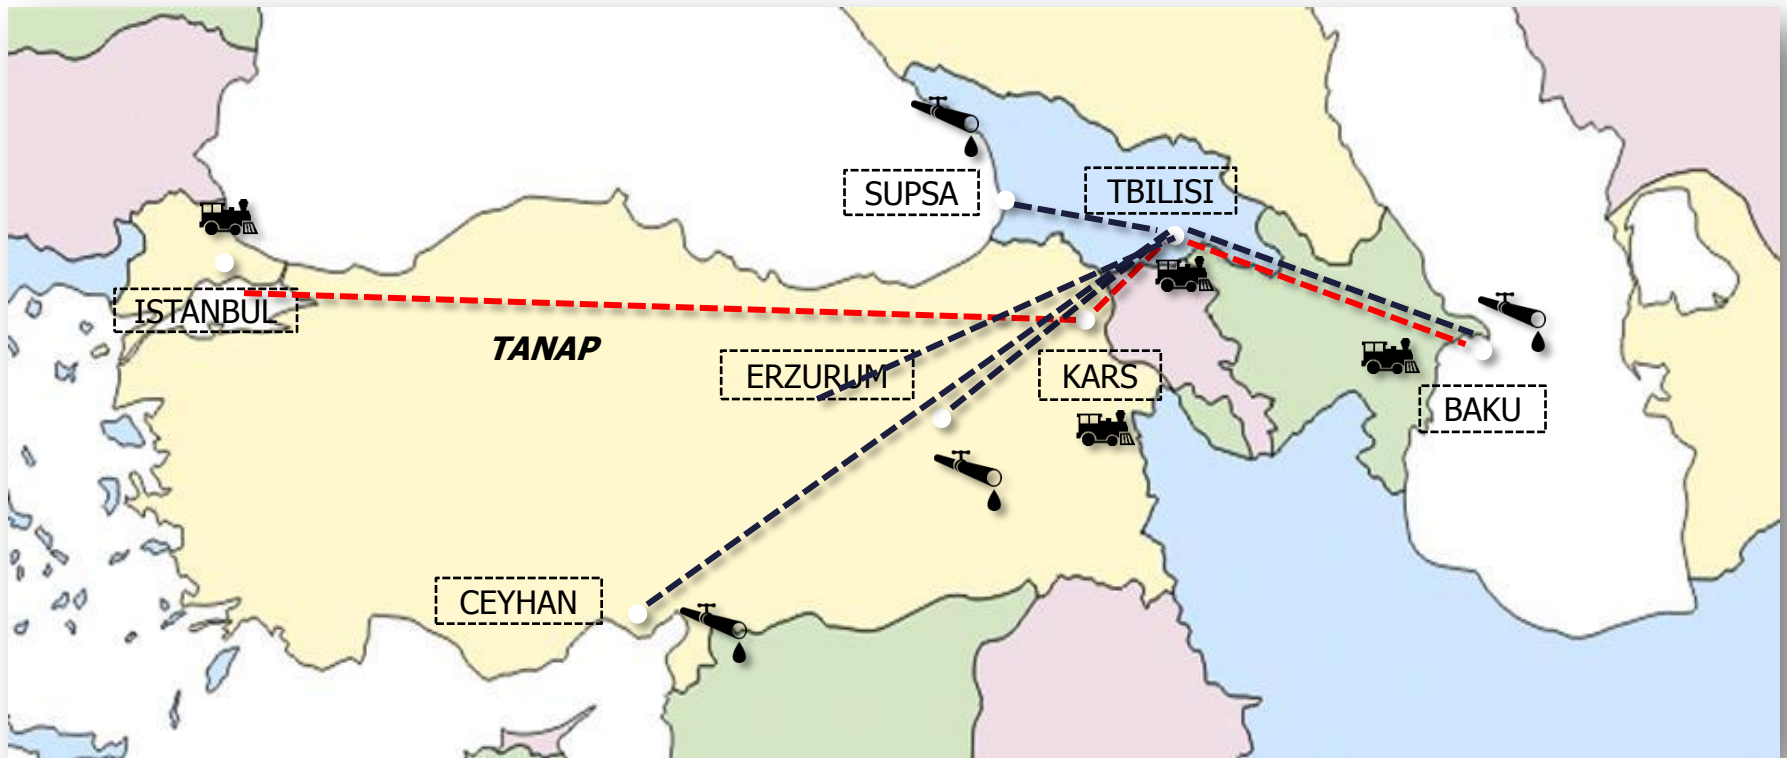 SUPSA
TBILISI
ISTANBUL
TANAP
ERZURUM
KARS
BAKU
CEYHAN